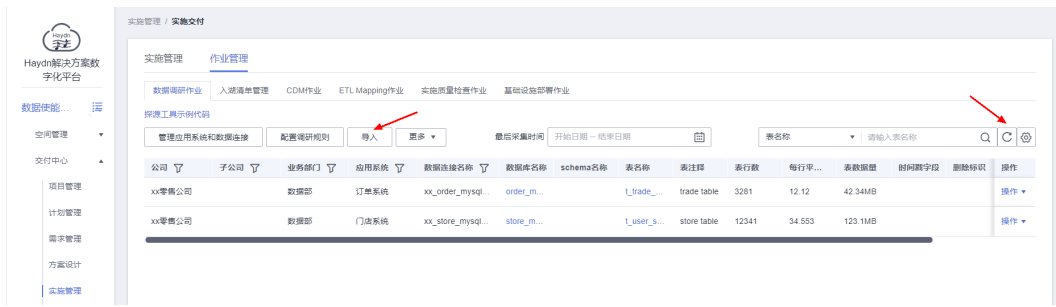 实施管理 / 实施交付
Haydn
Haydn解决方案数
字化平台
数据使能...
空间管理
交付中心
项目管理
计划管理
需求管理
方案设计
实施管理
实施管理 作业管理
数据调研作业 入湖清单管理 CDM作业 ETL Mapping作业 实施质量检查作业 基础设施部署作业
探源工具示例代码
管理应用系统和数据连接 配置调研规则 导入 更多 最后采集时间 开始日期 – 结束日期 表名称 请输入表名称
公司 子公司 业务部门 应用系统 数据连接名称 数据库名称 schema名称 表名称 表注释 表行数 每行平... 表数据量 时间戳字段 删除标识 操作
xx零售公司 数据部 订单系统 xx_order_mysql... order_m... t_trade_... trade table 3281 12.12 42.34MB 操作
xx零售公司 数据部 门店系统 xx_store_mysql... store_m... t_user_s... store table 12341 34.553 123.1MB 操作